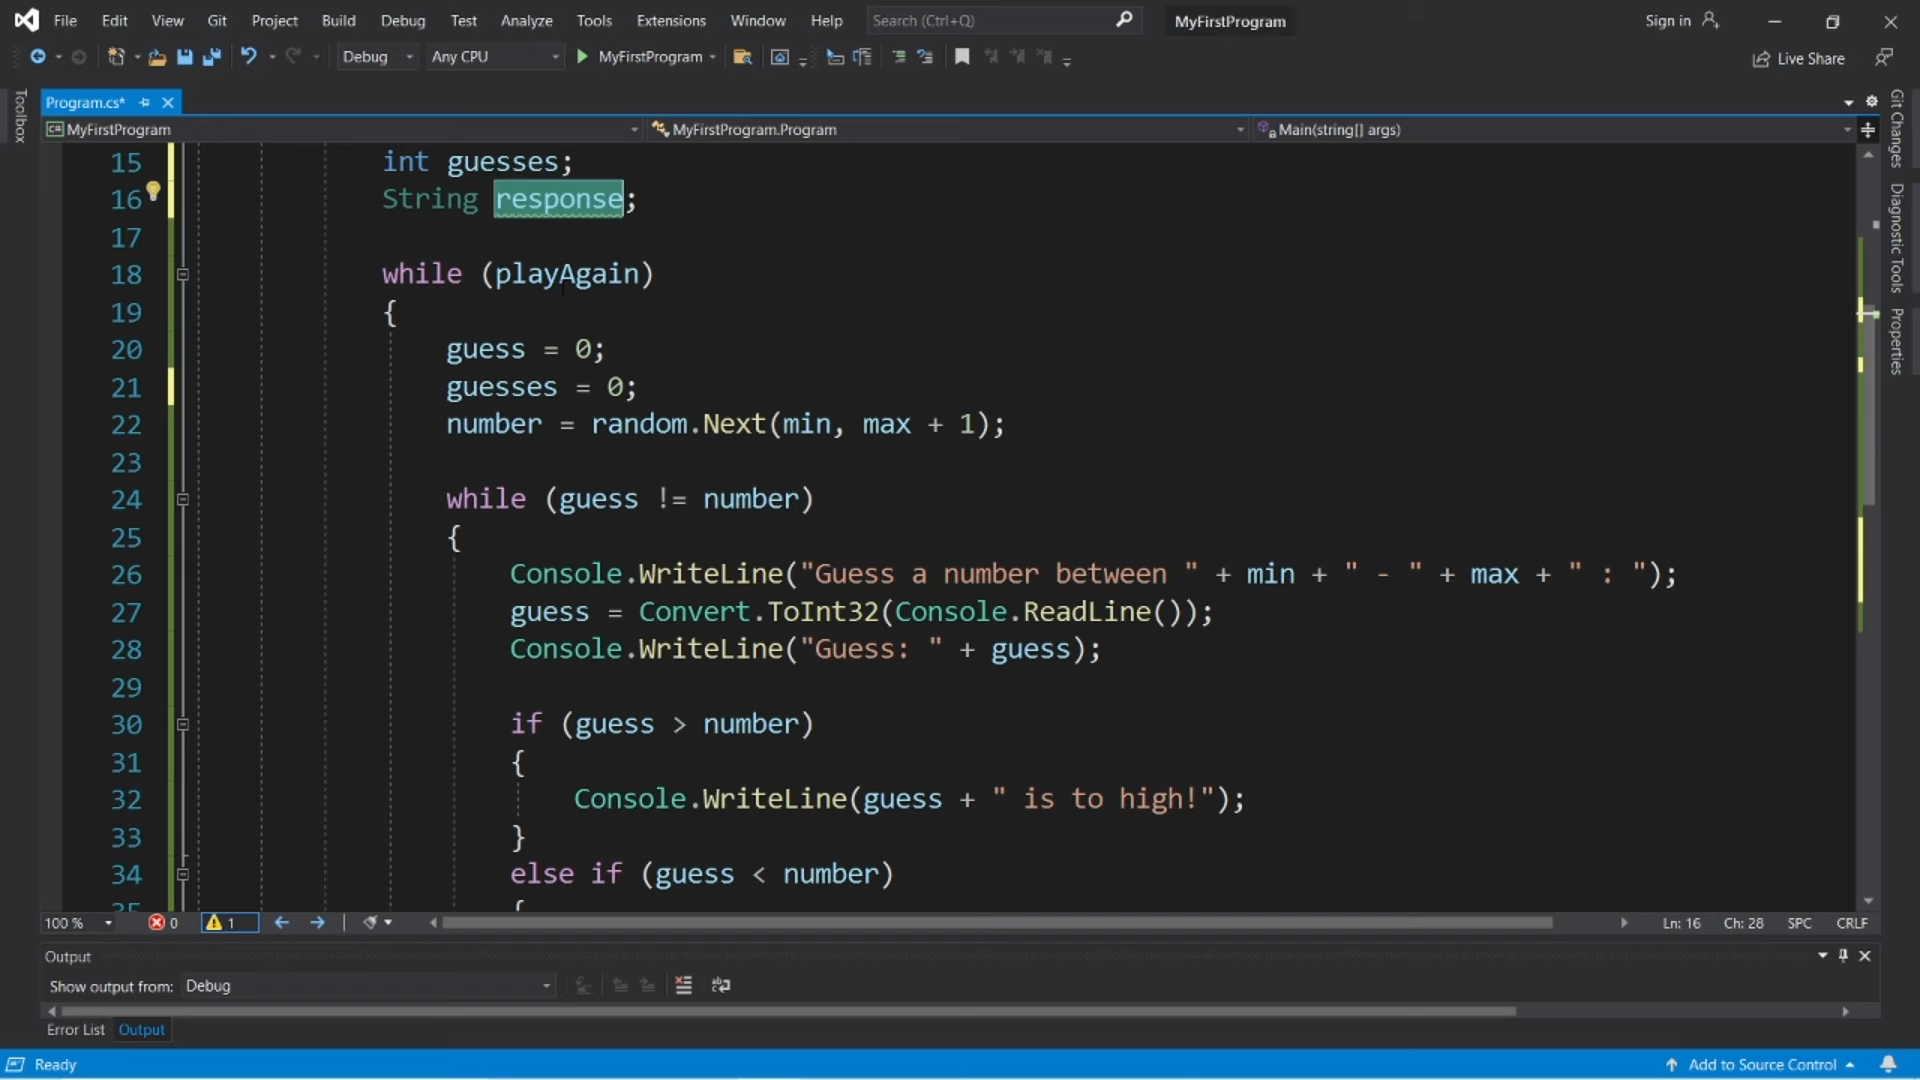 File Edit View Git Project Build Debug Test Analyze Tools Extensions Window Help Search (Ctrl+Q) MyFirstProgram Sign in
Debug Any CPU MyFirstProgram Live Share
Toolbox
Program.cs*
MyFirstProgram MyFirstProgram.Program Main(string[] args)
15 int guesses;
16 String response;
17
18 while (playAgain)
19 {
20 guess = 0;
21 guesses = 0;
22 number = random.Next(min, max + 1);
23
24 while (guess != number)
25 {
26 Console.WriteLine("Guess a number between " + min + " - " + max + " : ");
27 guess = Convert.ToInt32(Console.ReadLine());
28 Console.WriteLine("Guess: " + guess);
29
30 if (guess > number)
31 {
32 Console.WriteLine(guess + " is to high!");
33 }
34 else if (guess < number)
35 {
Git Changes
Diagnostic Tools
Properties
100 % 0 1 Ln: 16 Ch: 28 SPC CRLF
Output
Show output from: Debug
Error List Output
Ready Add to Source Control